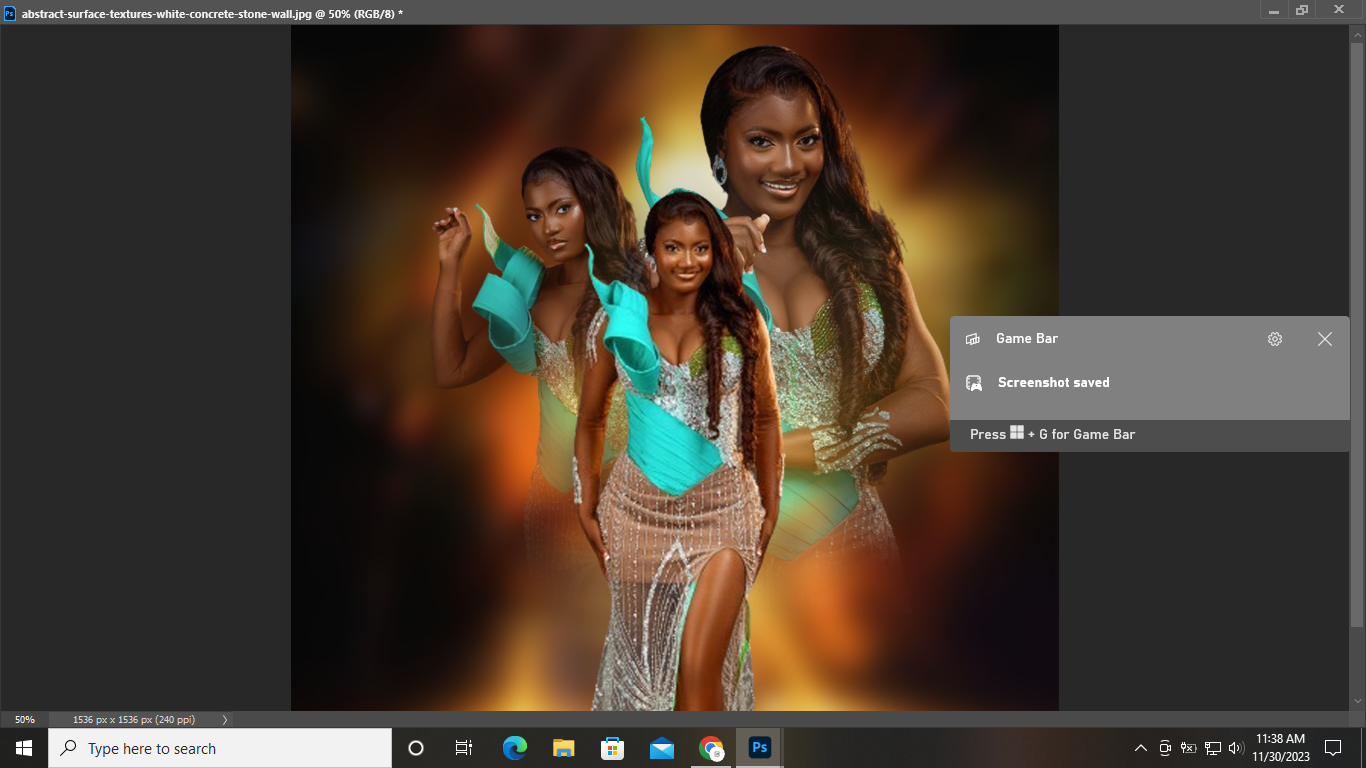 Ps abstract-surface-textures-white-concrete-stone-wall.jpg @ 50% (RGB/8) *
Game Bar
Screenshot saved
Press + G for Game Bar
50% 1536 px x 1536 px (240 ppi)
Type here to search
Ps
11:38 AM
11/30/2023